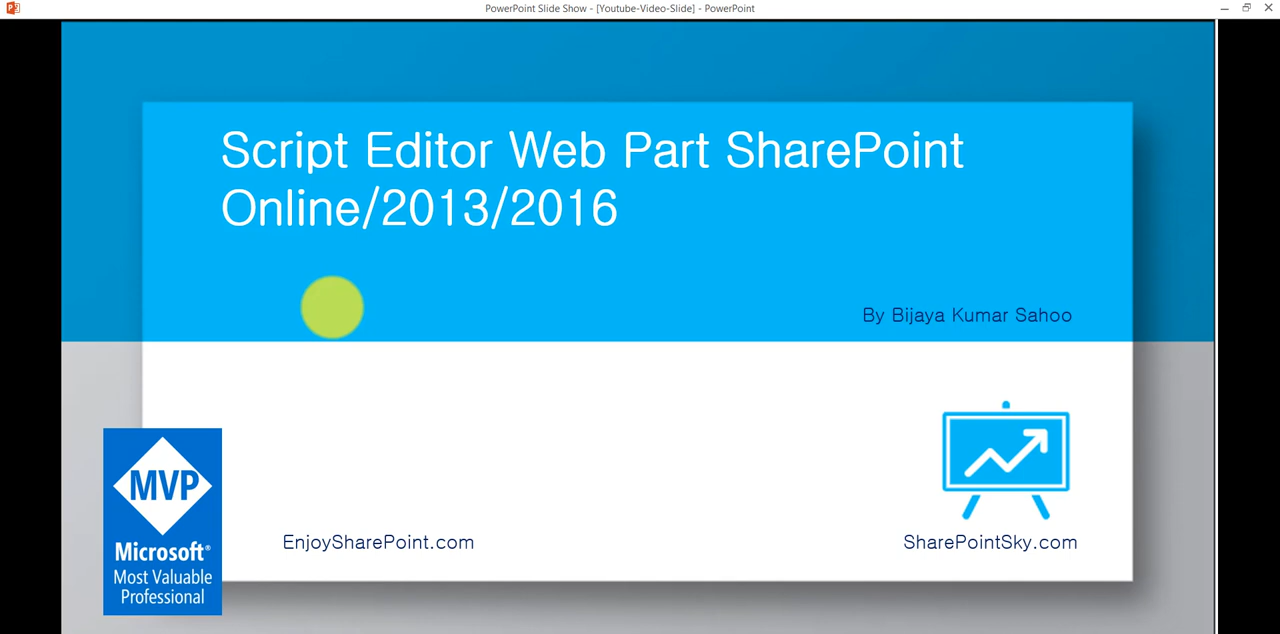 PowerPoint Slide Show - [Youtube-Video-Slide] - PowerPoint
Script Editor Web Part SharePoint
Online/2013/2016
By Bijaya Kumar Sahoo
MVP
Microsoft®
Most Valuable
Professional
EnjoySharePoint.com
SharePointSky.com